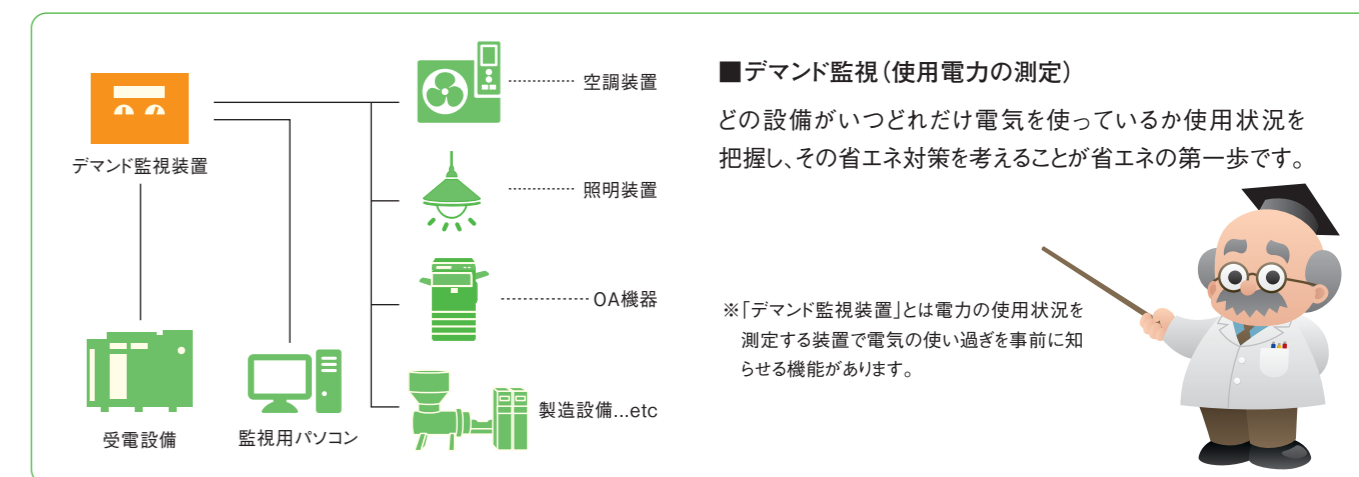 デマンド監視装置
受電設備
監視用パソコン
空調装置
照明装置
OA機器
製造設備...etc
■デマンド監視（使用電力の測定）
どの設備がいつどれだけ電気を使っているか使用状況を
把握し、その省エネ対策を考えることが省エネの第一歩です。
※「デマンド監視装置」とは電力の使用状況を
測定する装置で電気の使い過ぎを事前に知
らせる機能があります。